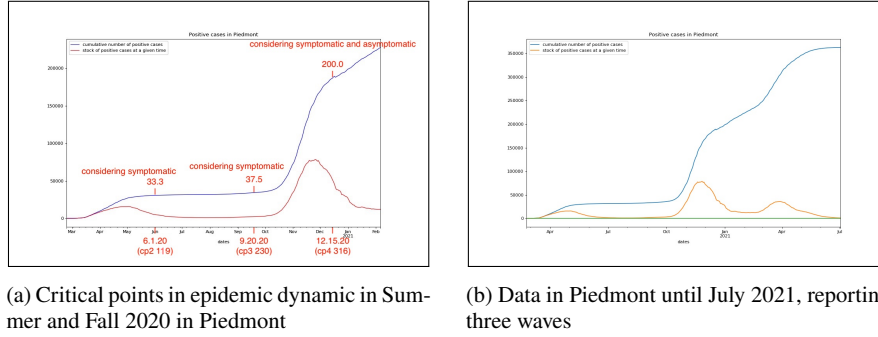 Positive cases in Piedmont
cumulative number of positive cases
stock of positives at a given time
considering symptomatic and asymptomatic
200.0
considering symptomatic
33.3
considering symptomatic
37.5
200000
150000
100000
50000
0
Mar Apr May Jun Jul Aug Sep Oct Nov Dec Jan 2021 Feb
dates
6.1.20
(cp2 119)
9.20.20
(cp3 230)
12.15.20
(cp4 316)
(a) Critical points in epidemic dynamic in Sum-
mer and Fall 2020 in Piedmont
Positive cases in Piedmont
cumulative number of positive cases
stock of positives at a given time
350000
300000
250000
200000
150000
100000
50000
0
Apr Jul Oct Jan 2021 Apr Jul
dates
(b) Data in Piedmont until July 2021, reportin
three waves